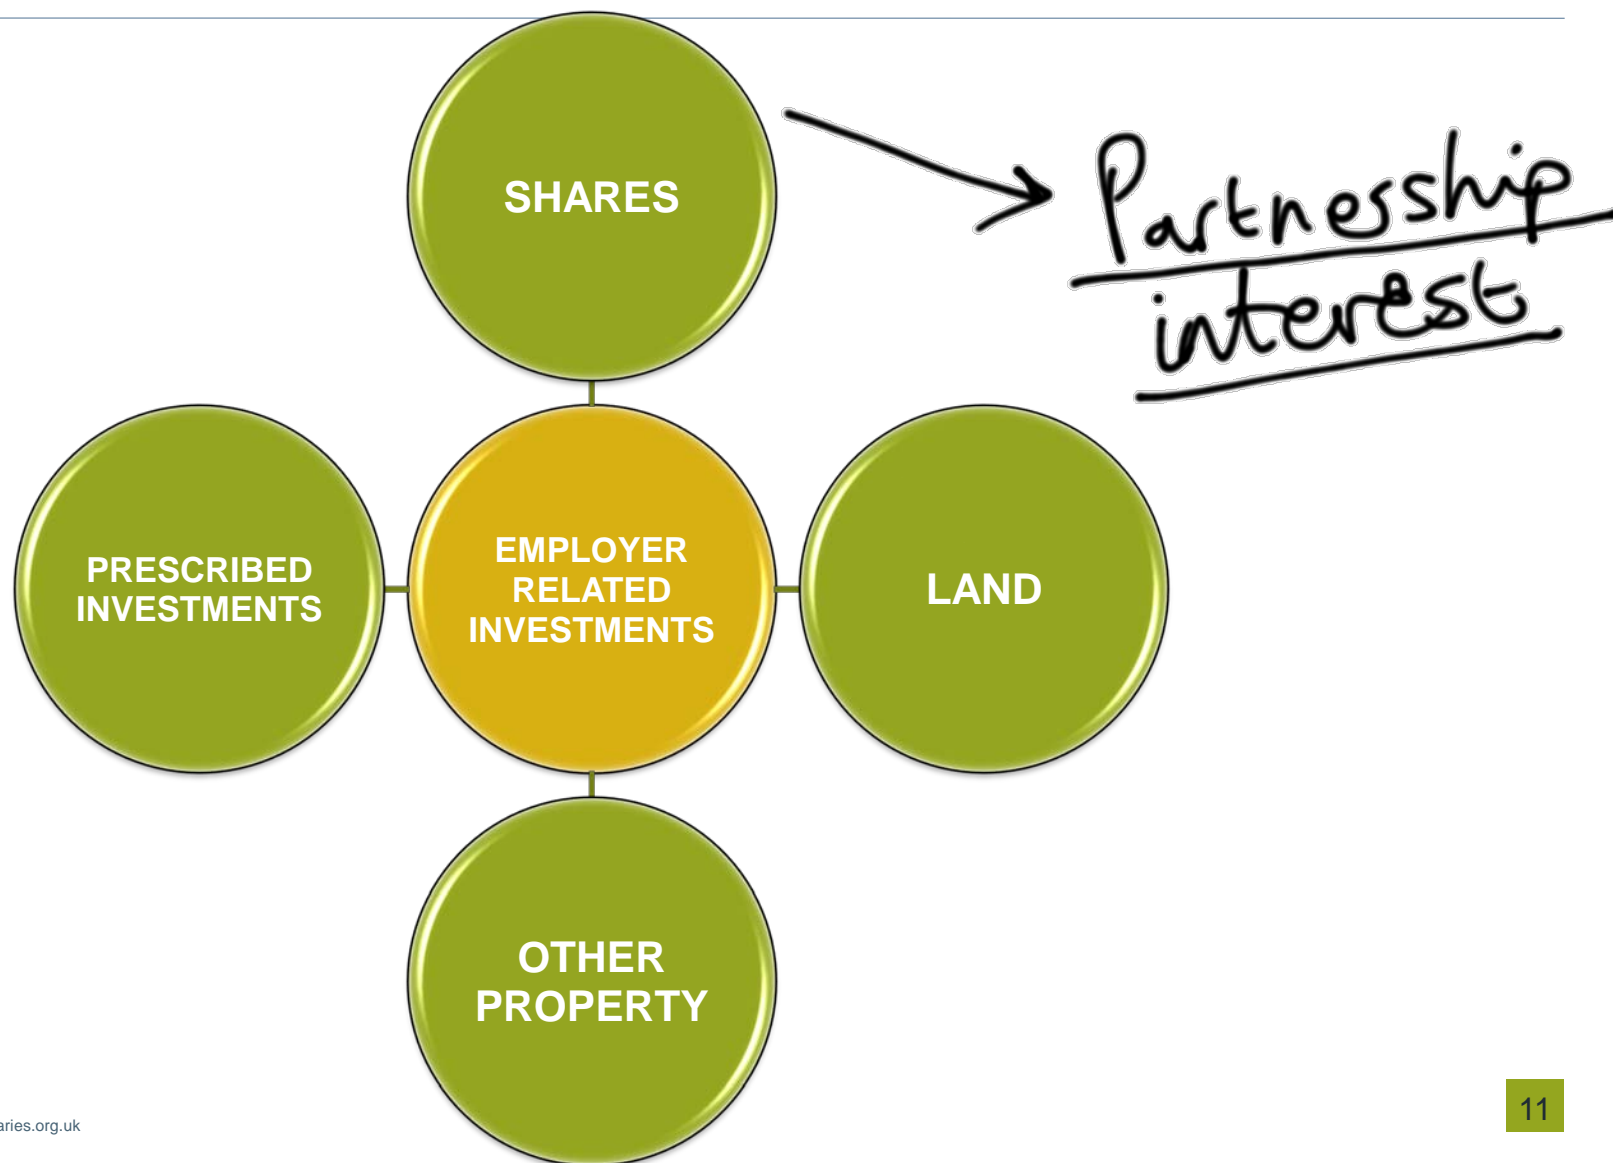 SHARES
Partnership
interest
PRESCRIBED
INVESTMENTS
EMPLOYER
RELATED
INVESTMENTS
LAND
OTHER
PROPERTY
aries.org.uk
11